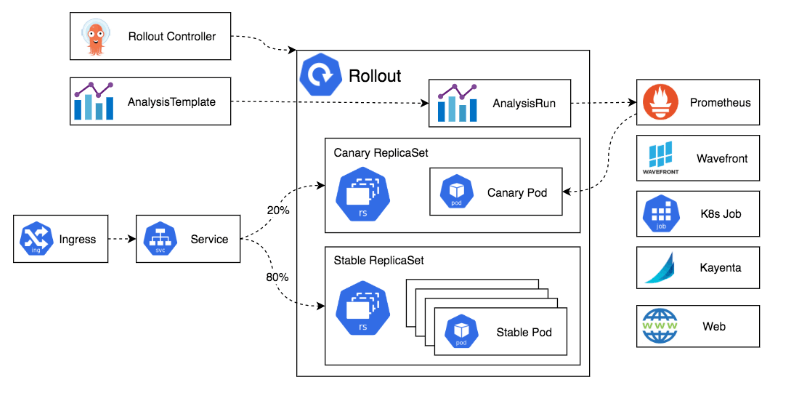 Rollout Controller
Rollout
AnalysisTemplate
AnalysisRun
Prometheus
Canary ReplicaSet
rs
pod
Canary Pod
WAVEFRONT
Wavefront
20%
ing
Ingress
svc
Service
job
K8s Job
80%
Stable ReplicaSet
rs
pod
Stable Pod
Kayenta
WWW
Web